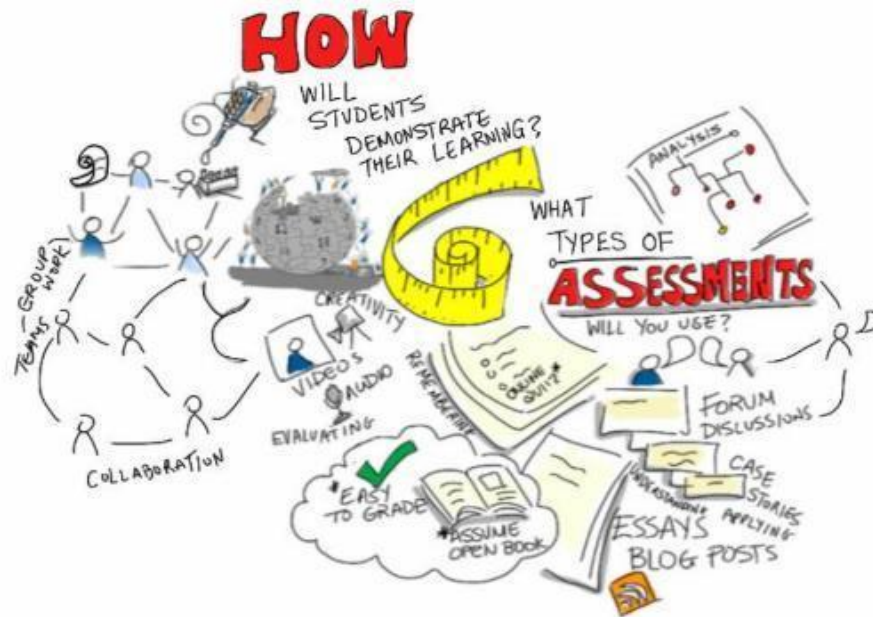 HOW
WILL
STUDENTS
DEMONSTRATE
THEIR LEARNING?
WHAT
TYPES OF
ASSESSMENTS
WILL YOU USE?
ANALYSIS
TEAMS - GROUP
WORK
COLLABORATION
CREATIVITY
VIDEOS
AUDIO
EVALUATING
REMEMBERING
ONLINE
QUIZ*
FORUM
DISCUSSIONS
CASE
STORIES
UNDERSTANDING
APPLYING
*EASY
TO GRADE
*ASSUME
OPEN BOOK
ESSAYS
BLOG POSTS